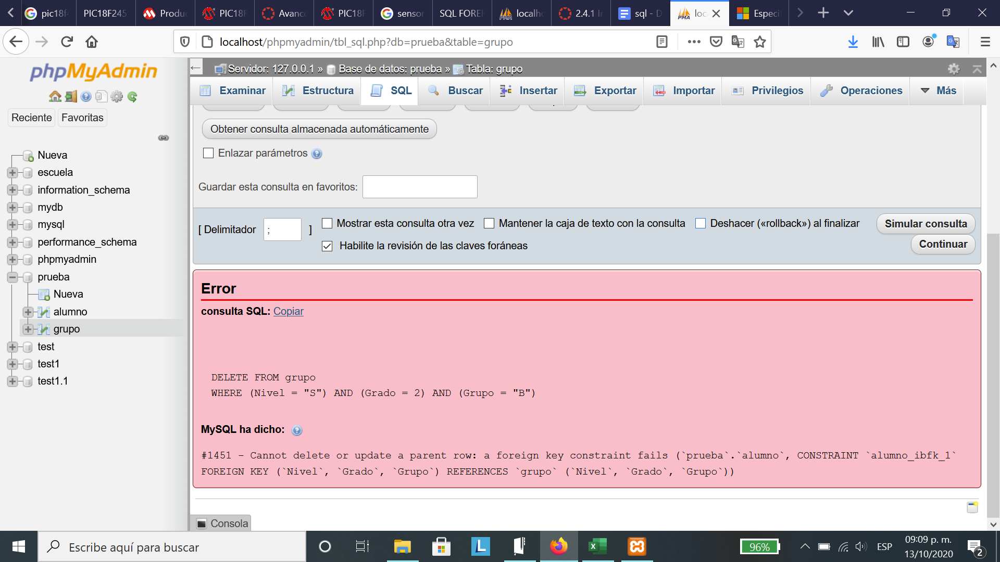 pic18f
PIC18F245
Produ
PIC18F
Avance
PIC18F
sensor
SQL FOREI
localho
2.4.1 In
sql - D
loc
Especif
localhost/phpmyadmin/tbl_sql.php?db=prueba&table=grupo
phpMyAdmin
Reciente
Favoritas
Nueva
escuela
information_schema
mydb
mysql
performance_schema
phpmyadmin
prueba
Nueva
alumno
grupo
test
test1
test1.1
Servidor: 127.0.0.1 » Base de datos: prueba » Tabla: grupo
Examinar
Estructura
SQL
Buscar
Insertar
Exportar
Importar
Privilegios
Operaciones
Más
Obtener consulta almacenada automáticamente
Enlazar parámetros
Guardar esta consulta en favoritos:
[ Delimitador ; ]
Mostrar esta consulta otra vez
Mantener la caja de texto con la consulta
Deshacer («rollback») al finalizar
Simular consulta
Habilite la revisión de las claves foráneas
Continuar
Error
consulta SQL: Copiar
DELETE FROM grupo
WHERE (Nivel = "S") AND (Grado = 2) AND (Grupo = "B")
MySQL ha dicho:
#1451 - Cannot delete or update a parent row: a foreign key constraint fails (`prueba`.`alumno`, CONSTRAINT `alumno_ibfk_1`
FOREIGN KEY (`Nivel`, `Grado`, `Grupo`) REFERENCES `grupo` (`Nivel`, `Grado`, `Grupo`))
Consola
Escribe aquí para buscar
96%
ESP
09:09 p. m.
13/10/2020
2